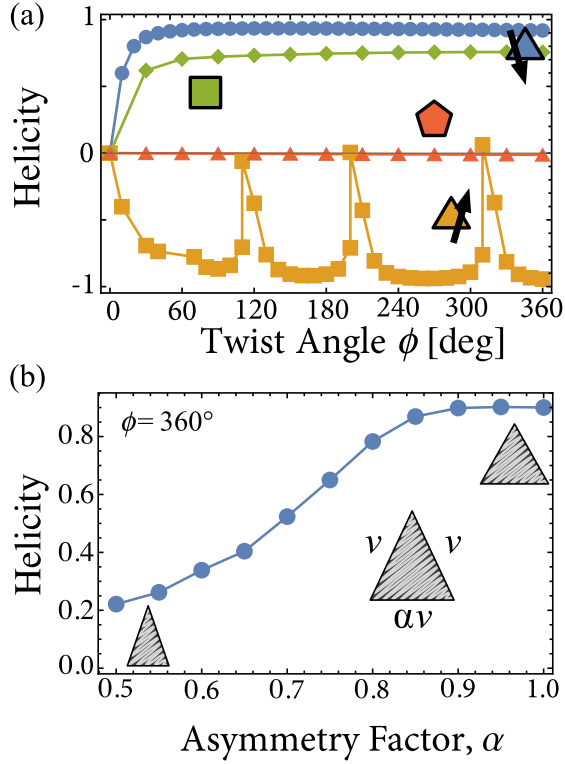 (a)
1
0
-1
Helicity
0 60 120 180 240 300 360
Twist Angle ϕ [deg]
(b)
ϕ= 360°
0.8
0.6
0.4
0.2
0.0
Helicity
ν ν
αν
0.5 0.6 0.7 0.8 0.9 1.0
Asymmetry Factor, α